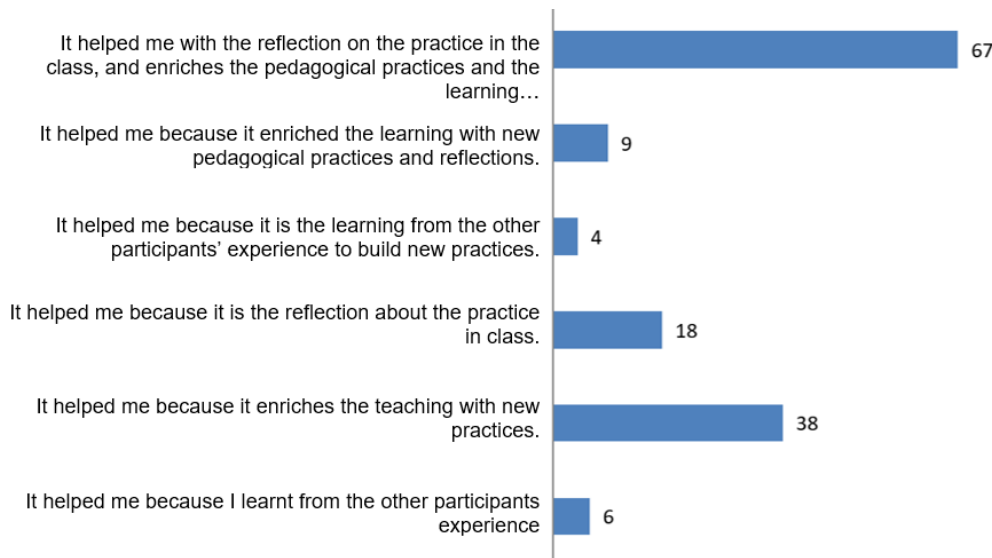 It helped me with the reflection on the practice in the
class, and enriches the pedagogical practices and the
learning…
67
It helped me because it enriched the learning with new
pedagogical practices and reflections.
9
It helped me because it is the learning from the other
participants’ experience to build new practices.
4
It helped me because it is the reflection about the practice
in class.
18
It helped me because it enriches the teaching with new
practices.
38
It helped me because I learnt from the other participants
experience
6